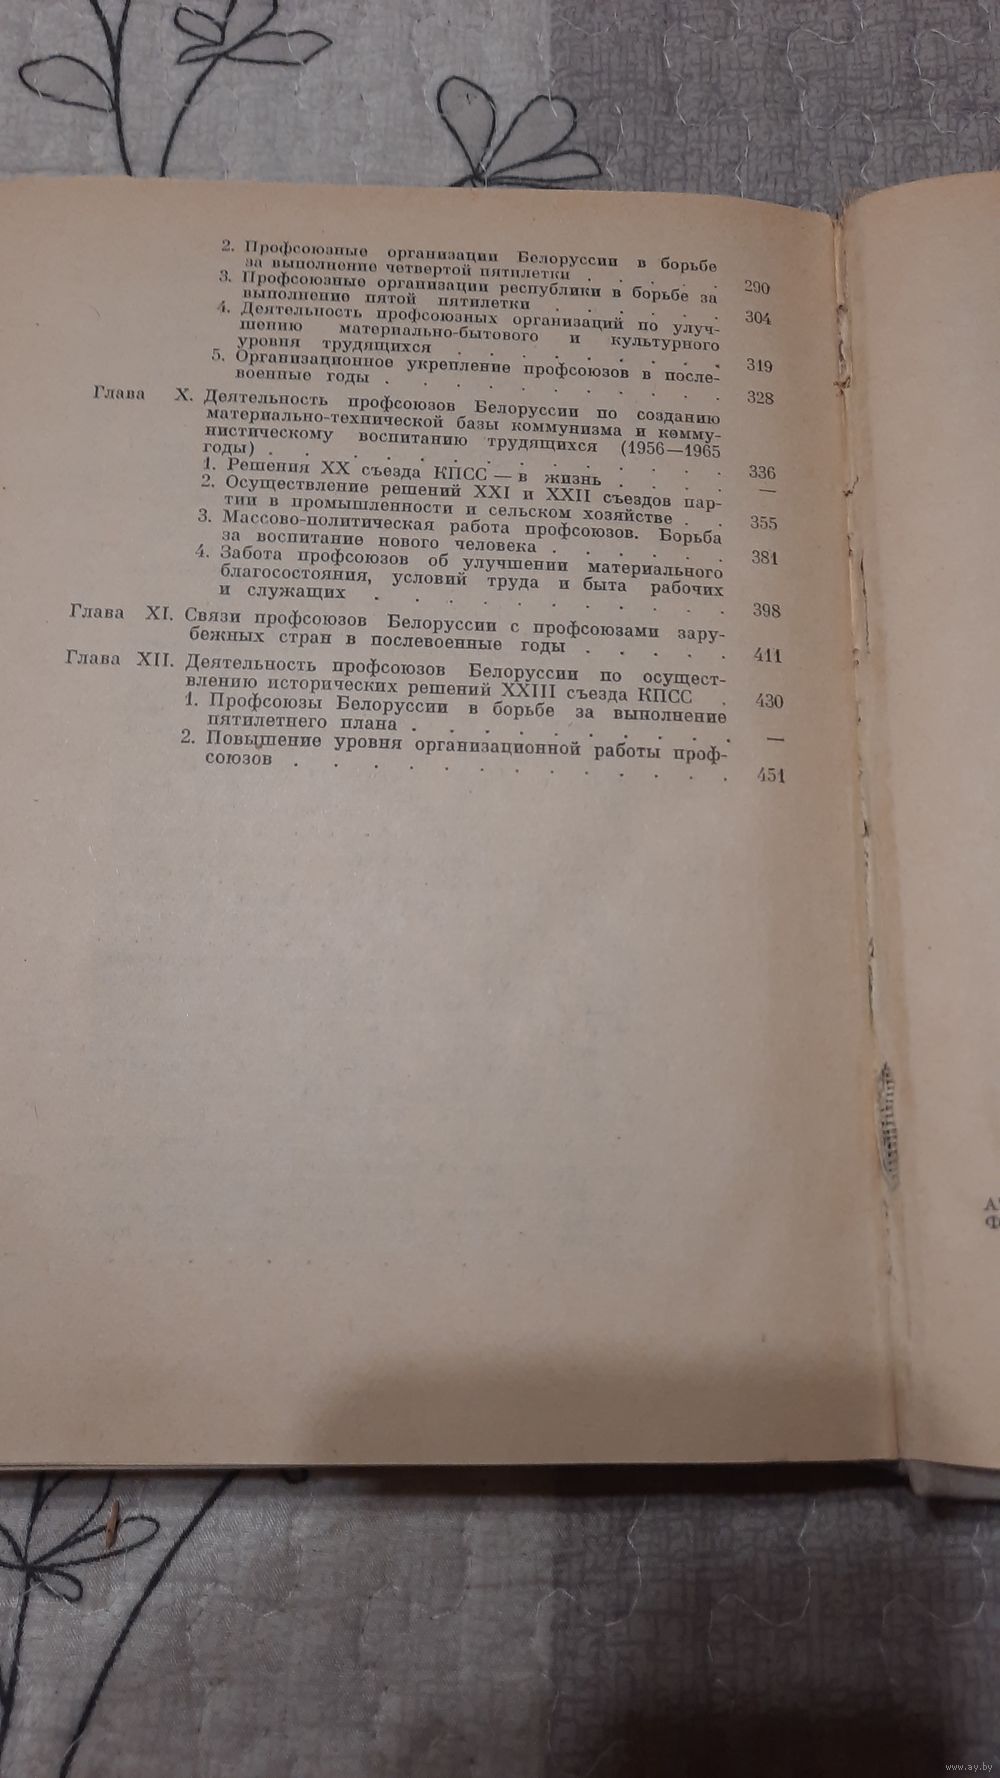 2. Профсоюзные организации Белоруссии в борьбе
за выполнение четвертой пятилетки . . . . . 290
3. Профсоюзные организации республики в борьбе за
выполнение пятой пятилетки . . . . . . 304
4. Деятельность профсоюзных организаций по улуч-
шению материально-бытового и культурного
уровня трудящихся . . . . . . . . 319
5. Организационное укрепление профсоюзов в после-
военные годы . . . . . . . . . . 328
Глава X. Деятельность профсоюзов Белоруссии по созданию
материально-технической базы коммунизма и комму-
нистическому воспитанию трудящихся (1956—1965
годы) . . . . . . . . . . . . 336
1. Решения XX съезда КПСС — в жизнь . . . . —
2. Осуществление решений XXI и XXII съездов пар-
тии в промышленности и сельском хозяйстве . . 355
3. Массово-политическая работа профсоюзов. Борьба
за воспитание нового человека . . . . . . 381
4. Забота профсоюзов об улучшении материального
благосостояния, условий труда и быта рабочих
и служащих . . . . . . . . . . 398
Глава XI. Связи профсоюзов Белоруссии с профсоюзами зару-
бежных стран в послевоенные годы . . . . . 411
Глава XII. Деятельность профсоюзов Белоруссии по осущест-
влению исторических решений XXIII съезда КПСС . 430
1. Профсоюзы Белоруссии в борьбе за выполнение
пятилетнего плана . . . . . . . . . —
2. Повышение уровня организационной работы проф-
союзов . . . . . . . . . . . . 451
www.ay.by